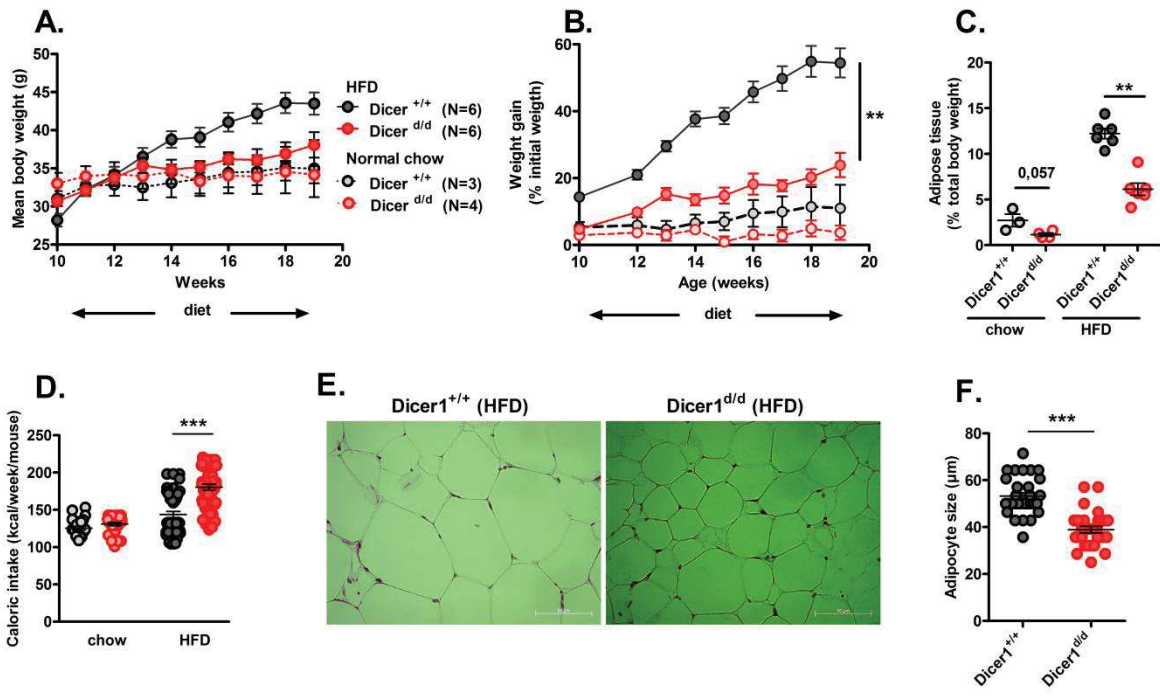 A.
Mean body weight (g)
50
45
40
35
30
25
10 12 14 16 18 20
Weeks
diet
HFD
Dicer +/+ (N=6)
Dicer d/d (N=6)
Normal chow
Dicer +/+ (N=3)
Dicer d/d (N=4)
B.
Weight gain
(% initial weigth)
60
40
20
0
10 12 14 16 18 20
Age (weeks)
diet
**
C.
Adipose tissue
(% total body weight)
20
15
10
5
0
0,057
**
Dicer1+/+ Dicer1d/d Dicer1+/+ Dicer1d/d
chow HFD
D.
Caloric intake (kcal/week/mouse)
250
200
150
100
50
0
***
chow HFD
E.
Dicer1+/+ (HFD) Dicer1d/d (HFD)
F.
Adipocyte size (µm)
80
60
40
20
0
***
Dicer1+/+ Dicer1d/d